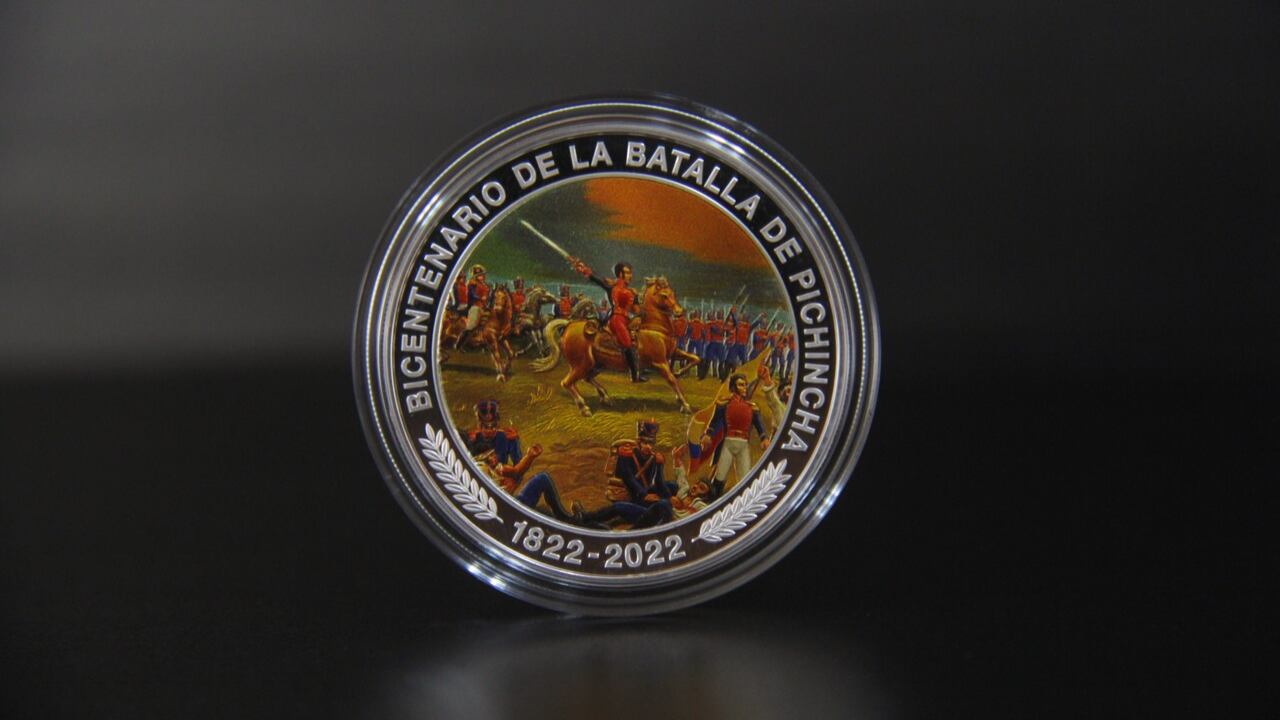 BICENTENARIO DE LA BATALLA DE PICHINCHA
1822-2022